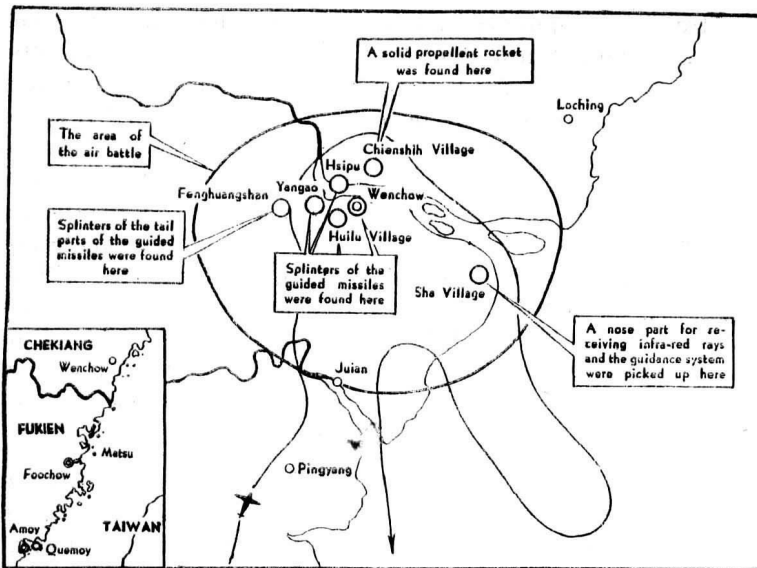 A solid propellent rocket
was found here
Loching
The area of
the air battle
Chienshih Village
Hsipu
Fenghuangshan
Yangao
Wenchow
Splinters of the tail
parts of the guided
missiles were found
here
Huilu Village
Splinters of the
guided missiles
were found here
Sha Village
A nose part for re-
ceiving infra-red rays
and the guidance system
were picked up here
Juian
Pingyang
CHEKIANG
Wenchow
FUKIEN
Matsu
Foochow
TAIWAN
Amoy
Quemoy